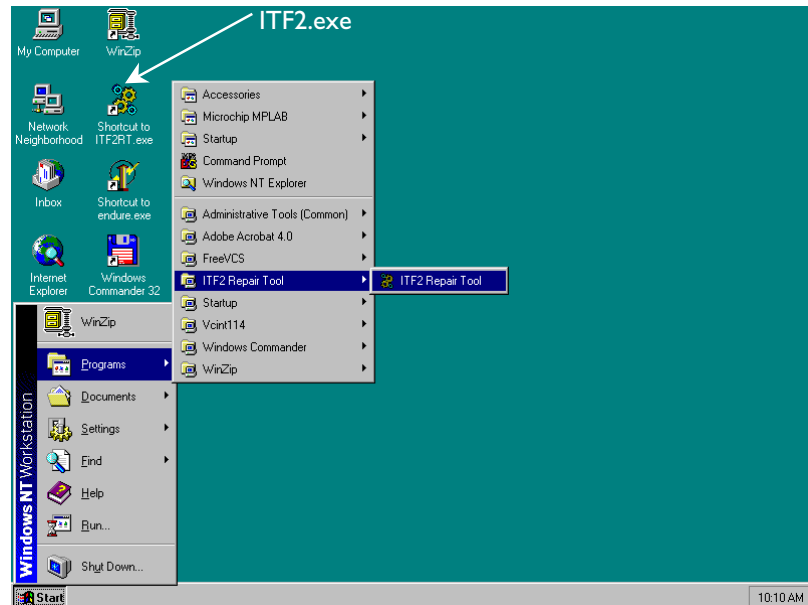 ITF2.exe
My Computer
WinZip
Network
Neighborhood
Shortcut to
ITF2RT.exe
Inbox
Shortcut to
endure.exe
Internet
Explorer
Windows
Commander 32
Accessories
Microchip MPLAB
Startup
Command Prompt
Windows NT Explorer
Administrative Tools (Common)
Adobe Acrobat 4.0
FreeVCS
ITF2 Repair Tool
Startup
Vcint114
Windows Commander
WinZip
ITF2 Repair Tool
WinZip
Programs
Documents
Settings
Find
Help
Run...
Shut Down...
Windows NT Workstation
Start
10:10 AM